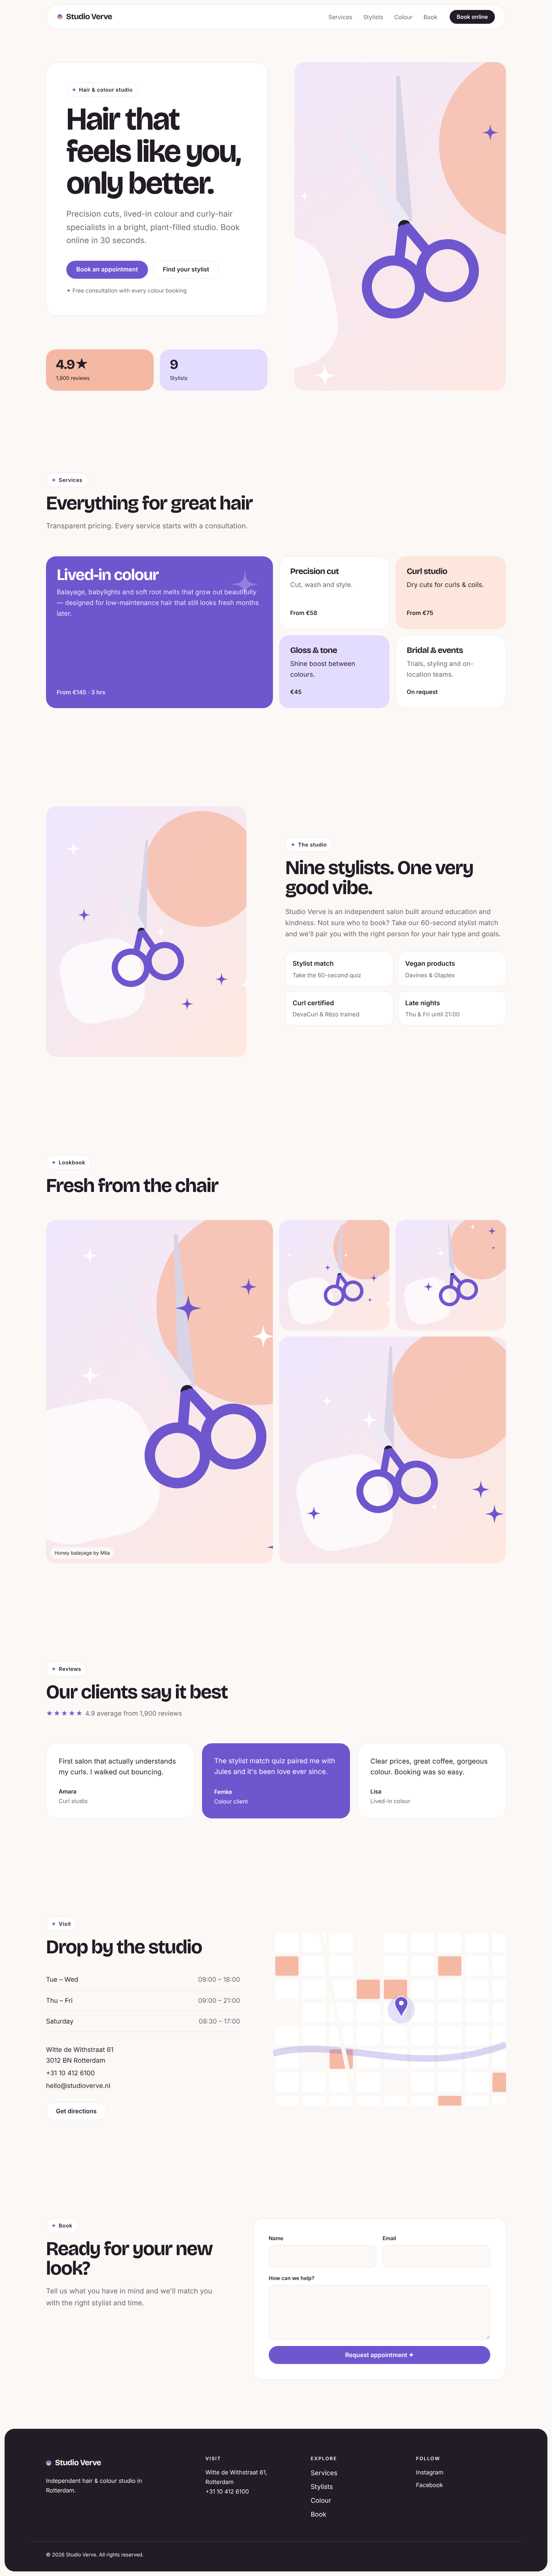 Studio Verve
Services Stylists Colour Book Book online
✦ Hair & colour studio
Hair that
feels like you,
only better.
Precision cuts, lived-in colour and curly-hair
specialists in a bright, plant-filled studio. Book
online in 30 seconds.
Book an appointment Find your stylist
✦ Free consultation with every colour booking
4.9★
1,900 reviews
9
Stylists
✦ Services
Everything for great hair
Transparent pricing. Every service starts with a consultation.
Lived-in colour
Balayage, babylights and soft root melts that grow out beautifully
— designed for low-maintenance hair that still looks fresh months
later.
From €145 · 3 hrs
Precision cut
Cut, wash and style.
From €58
Curl studio
Dry cuts for curls & coils.
From €75
Gloss & tone
Shine boost between
colours.
€45
Bridal & events
Trials, styling and on-
location teams.
On request
✦ The studio
Nine stylists. One very
good vibe.
Studio Verve is an independent salon built around education and
kindness. Not sure who to book? Take our 60-second stylist match
and we'll pair you with the right person for your hair type and goals.
Stylist match
Take the 60-second quiz
Vegan products
Davines & Olaplex
Curl certified
DevaCurl & Rëzo trained
Late nights
Thu & Fri until 21:00
✦ Lookbook
Fresh from the chair
Honey balayage by Mila
✦ Reviews
Our clients say it best
★★★★★ 4.9 average from 1,900 reviews
First salon that actually understands
my curls. I walked out bouncing.
Amara
Curl studio
The stylist match quiz paired me with
Jules and it's been love ever since.
Femke
Colour client
Clear prices, great coffee, gorgeous
colour. Booking was so easy.
Lisa
Lived-in colour
✦ Visit
Drop by the studio
Tue – Wed 09:00 – 18:00
Thu – Fri 09:00 – 21:00
Saturday 08:30 – 17:00
Witte de Withstraat 61
3012 BN Rotterdam
+31 10 412 6100
hello@studioverve.nl
Get directions
✦ Book
Ready for your new
look?
Tell us what you have in mind and we'll match you
with the right stylist and time.
Name Email
How can we help?
Request appointment ✦
Studio Verve
Independent hair & colour studio in
Rotterdam.
VISIT
Witte de Withstraat 61,
Rotterdam
+31 10 412 6100
EXPLORE
Services
Stylists
Colour
Book
FOLLOW
Instagram
Facebook
© 2026 Studio Verve. All rights reserved.